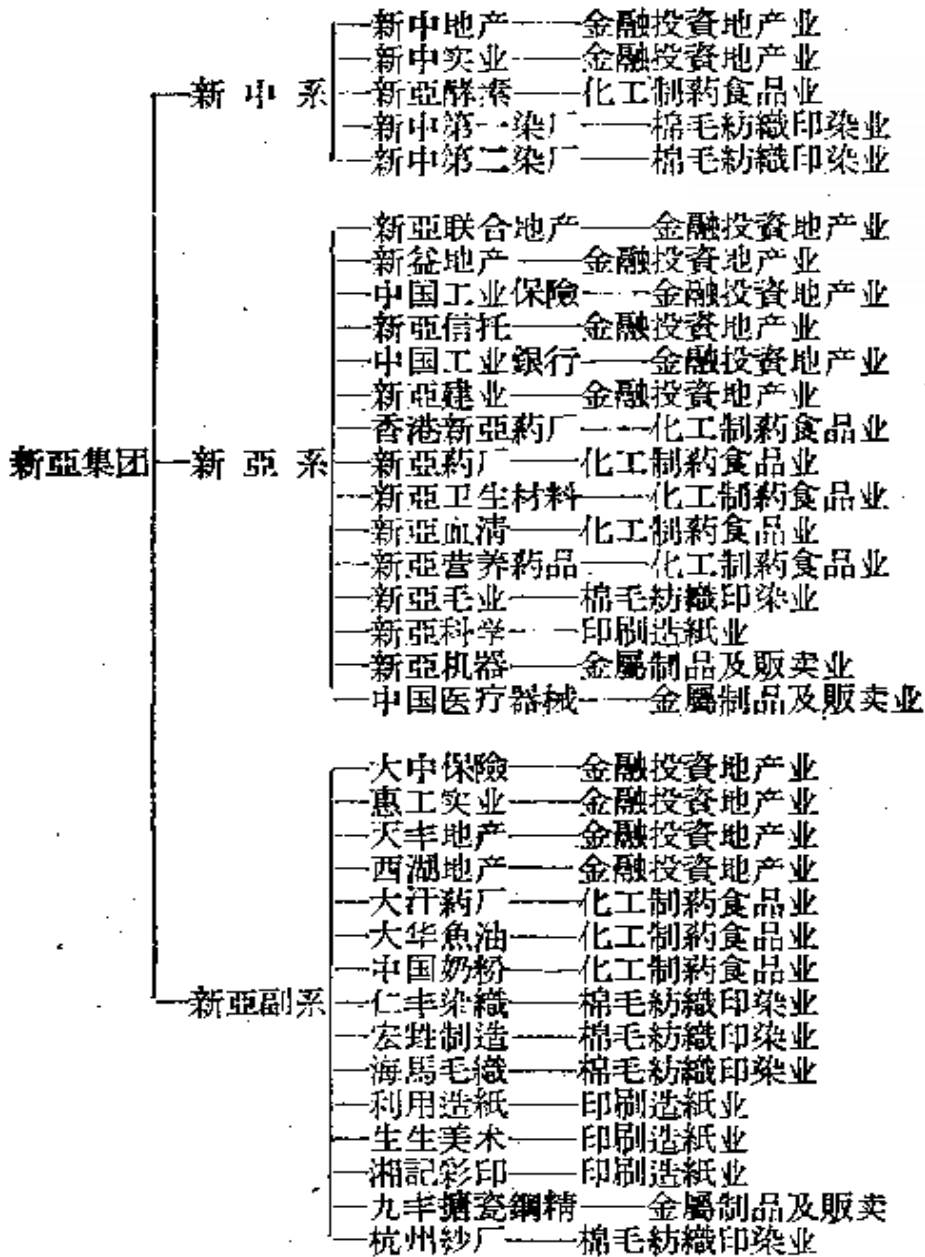 新中地产——金融投資地产业
新中实业——金融投資地产业
新中系 新亞酵素——化工制葯食品业
新中第一染厂——棉毛紡織印染业
新中第二染厂——棉毛紡織印染业
新亞联合地产——金融投資地产业
新益地产——金融投資地产业
中国工业保險——金融投資地产业
新亞信托——金融投資地产业
中国工业銀行——金融投資地产业
新亞建业——金融投資地产业
香港新亞葯厂——化工制葯食品业
新亞集团 新亞系 新亞葯厂——化工制葯食品业
新亞卫生材料——化工制葯食品业
新亞血清——化工制葯食品业
新亞营养葯品——化工制葯食品业
新亞毛业——棉毛紡織印染业
新亞科学——印刷造紙业
新亞机器——金屬制品及販卖业
中国医疗器械——金屬制品及販卖业
大中保險——金融投資地产业
惠工实业——金融投資地产业
天丰地产——金融投資地产业
西湖地产——金融投資地产业
大汗葯厂——化工制葯食品业
大华魚油——化工制葯食品业
中国奶粉——化工制葯食品业
新亞副系 仁丰染織——棉毛紡織印染业
宏甡制造——棉毛紡織印染业
海馬毛織——棉毛紡織印染业
利用造紙——印刷造紙业
生生美术——印刷造紙业
湘記彩印——印刷造紙业
九丰搪瓷鋼精——金屬制品及販卖
杭州紗厂——棉毛紡織印染业